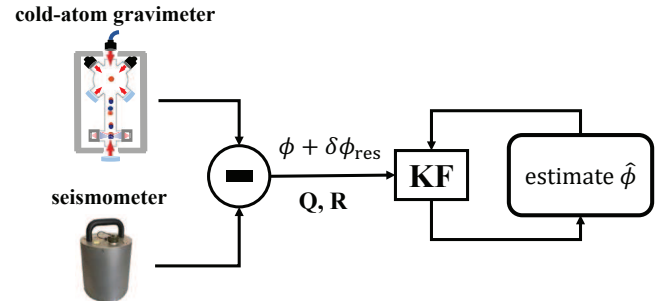 cold-atom gravimeter
seismometer
-
ϕ + δϕ_res
Q, R
KF
estimate ϕ̂